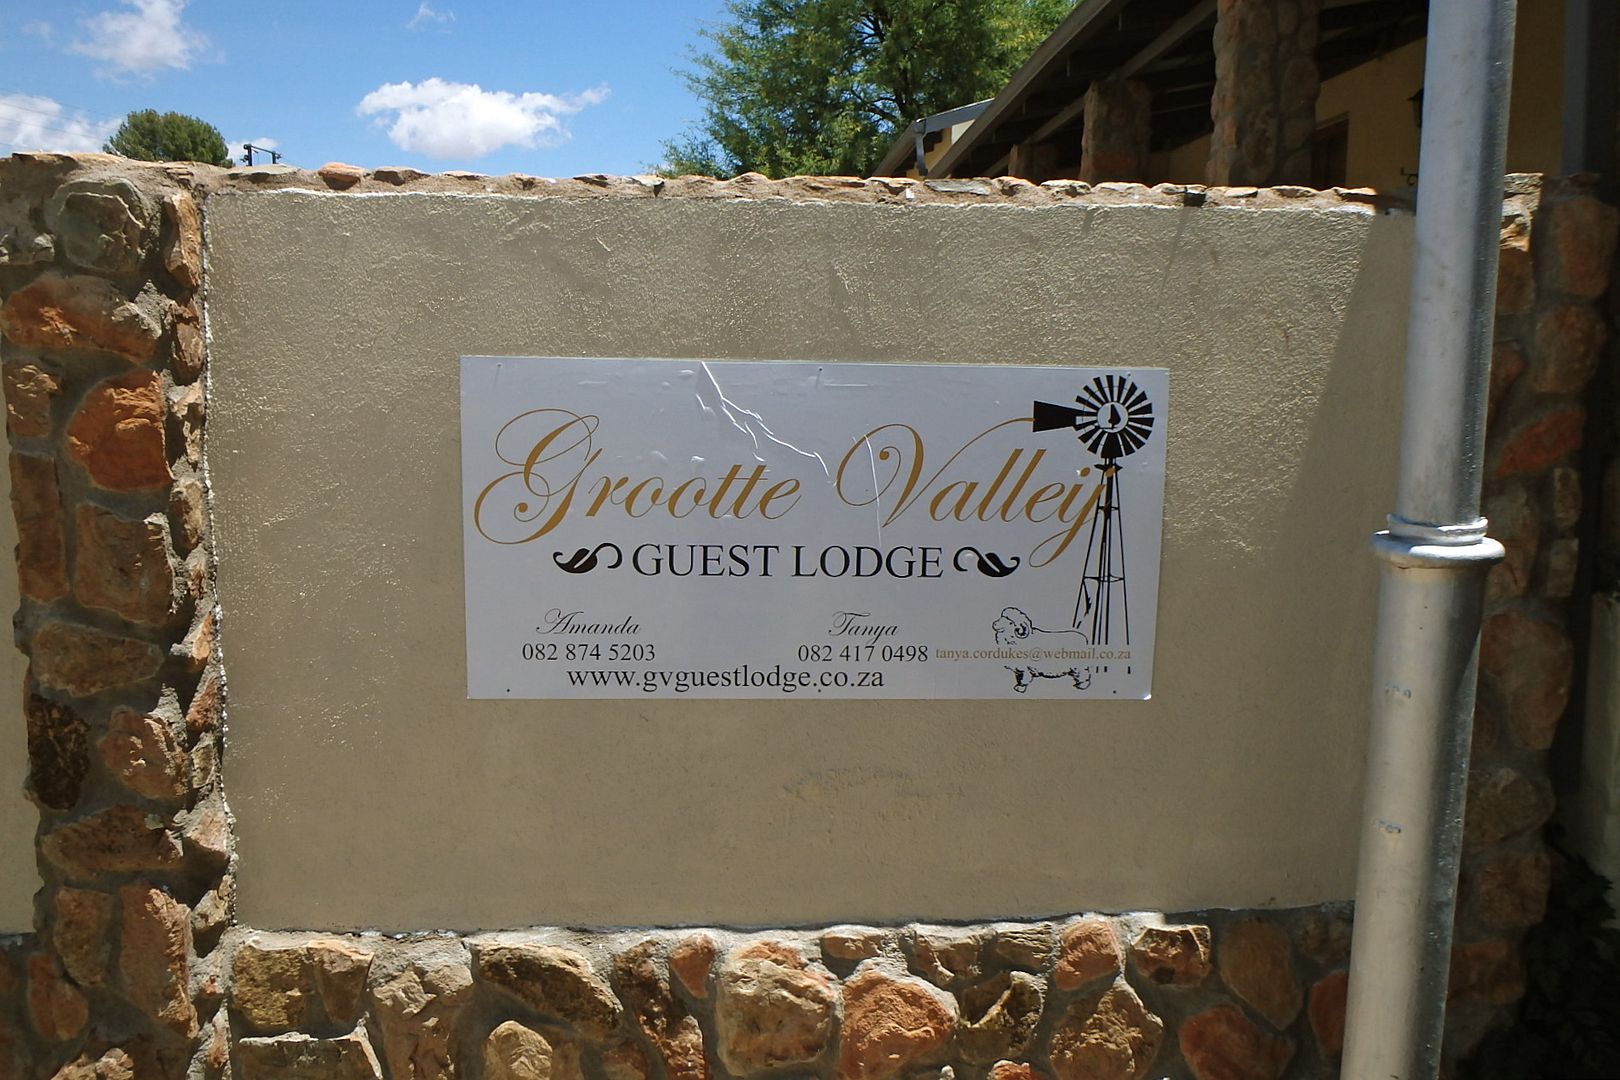 Grootte Valleij
GUEST LODGE
Amanda Tanya
082 874 5203 082 417 0498 tanya.cordukes@webmail.co.za
www.gvguestlodge.co.za